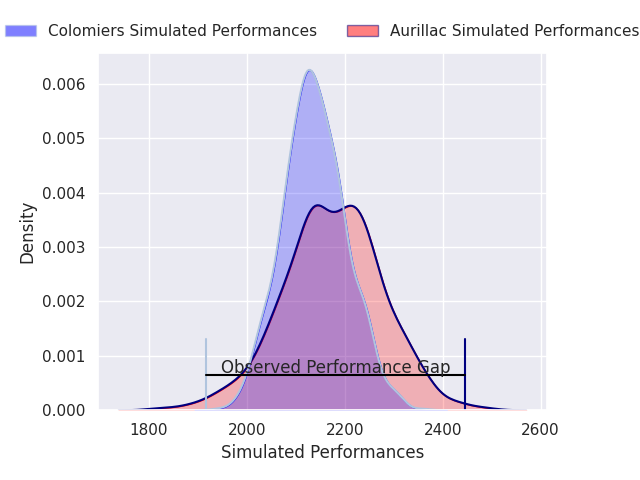 Colomiers Simulated Performances
Aurillac Simulated Performances
Density
0.006
0.005
0.004
0.003
0.002
0.001
0.000
Observed Performance Gap
1800 2000 2200 2400 2600
Simulated Performances